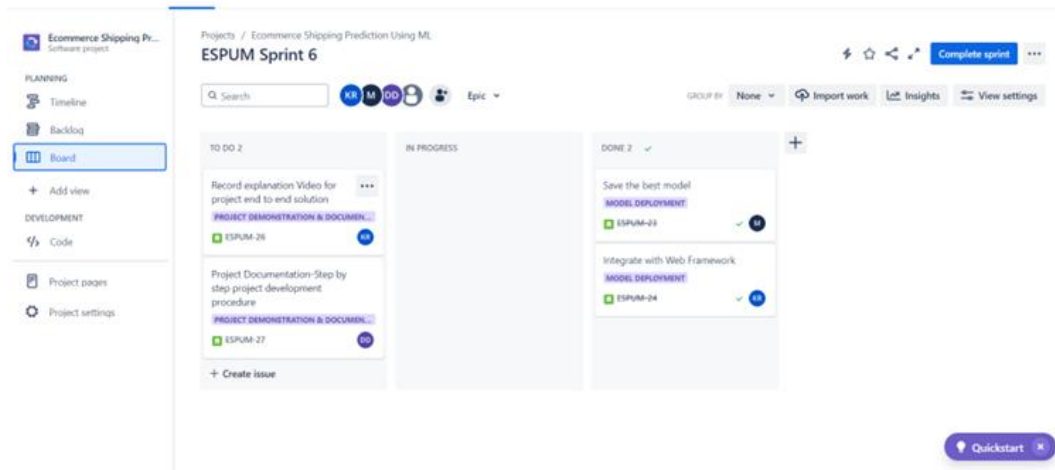 Ecommerce Shipping Pr...
Software project
PLANNING
Timeline
Backlog
Board
Add view
DEVELOPMENT
Code
Project pages
Project settings
Projects / Ecommerce Shipping Prediction Using ML
ESPUM Sprint 6
Complete sprint
Search
KR M DD
Epic
GROUP BY None
Import work
Insights
View settings
TO DO 2
Record explanation Video for
project end to end solution
PROJECT DEMONSTRATION & DOCUMEN...
ESPUM-26
KR
Project Documentation-Step by
step project development
procedure
PROJECT DEMONSTRATION & DOCUMEN...
ESPUM-27
DD
+ Create issue
IN PROGRESS
DONE 2
Save the best model
MODEL DEPLOYMENT
ESPUM-23
M
Integrate with Web Framework
MODEL DEPLOYMENT
ESPUM-24
KR
Quickstart